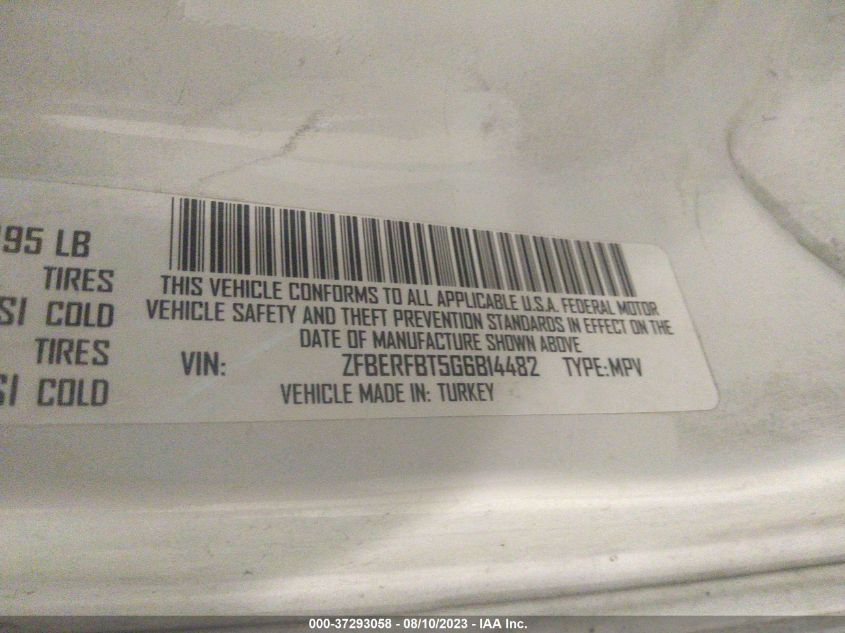 95 LB
TIRES
SI COLD
TIRES
SI COLD
THIS VEHICLE CONFORMS TO ALL APPLICABLE U.S.A. FEDERAL MOTOR
VEHICLE SAFETY AND THEFT PREVENTION STANDARDS IN EFFECT ON THE
DATE OF MANUFACTURE SHOWN ABOVE
VIN: ZFBERFBT5G6B14482 TYPE:MPV
VEHICLE MADE IN: TURKEY
000-37293058 - 08/10/2023 - IAA Inc.